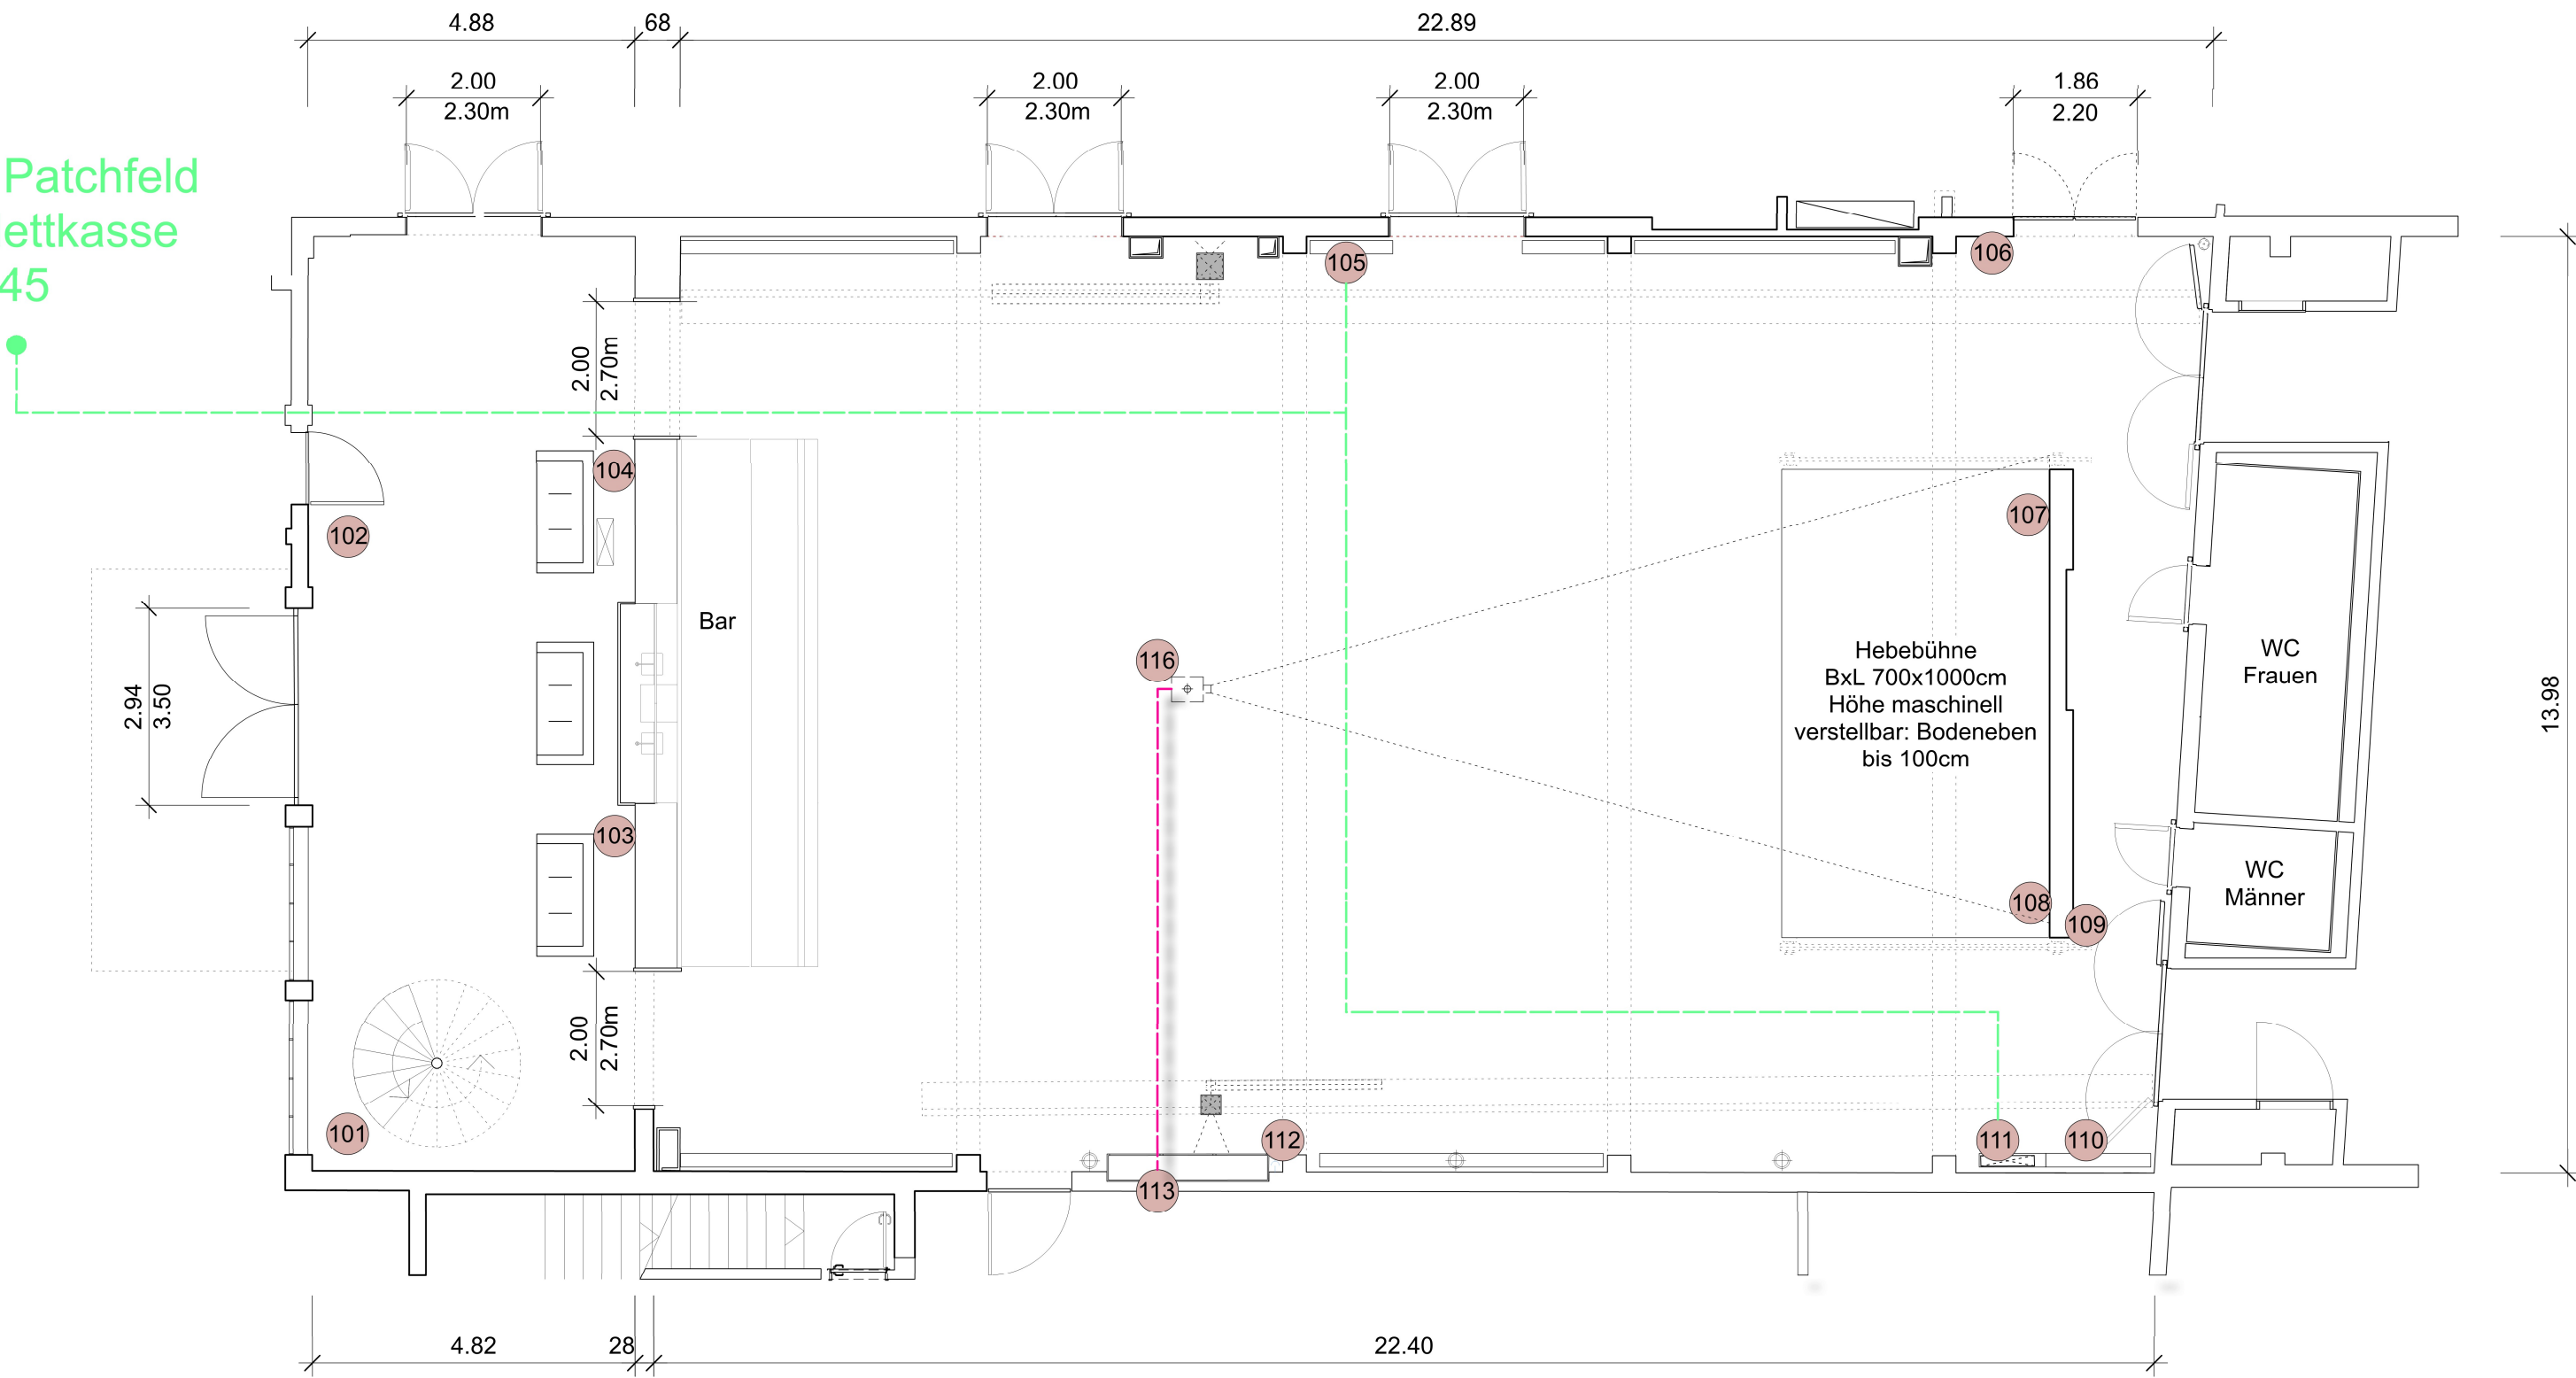 4.88
68
22.89
2.00
2.30m
2.00
2.30m
2.00
2.30m
1.86
2.20
Patchfeld
ettkasse
45
105
106
2.00
2.70m
104
102
107
Bar
116
2.94
3.50
Hebebühne
BxL 700x1000cm
Höhe maschinell
verstellbar: Bodeneben
bis 100cm
WC
Frauen
13.98
103
WC
Männer
108
109
2.00
2.70m
101
112
111
110
113
4.82
28
22.40